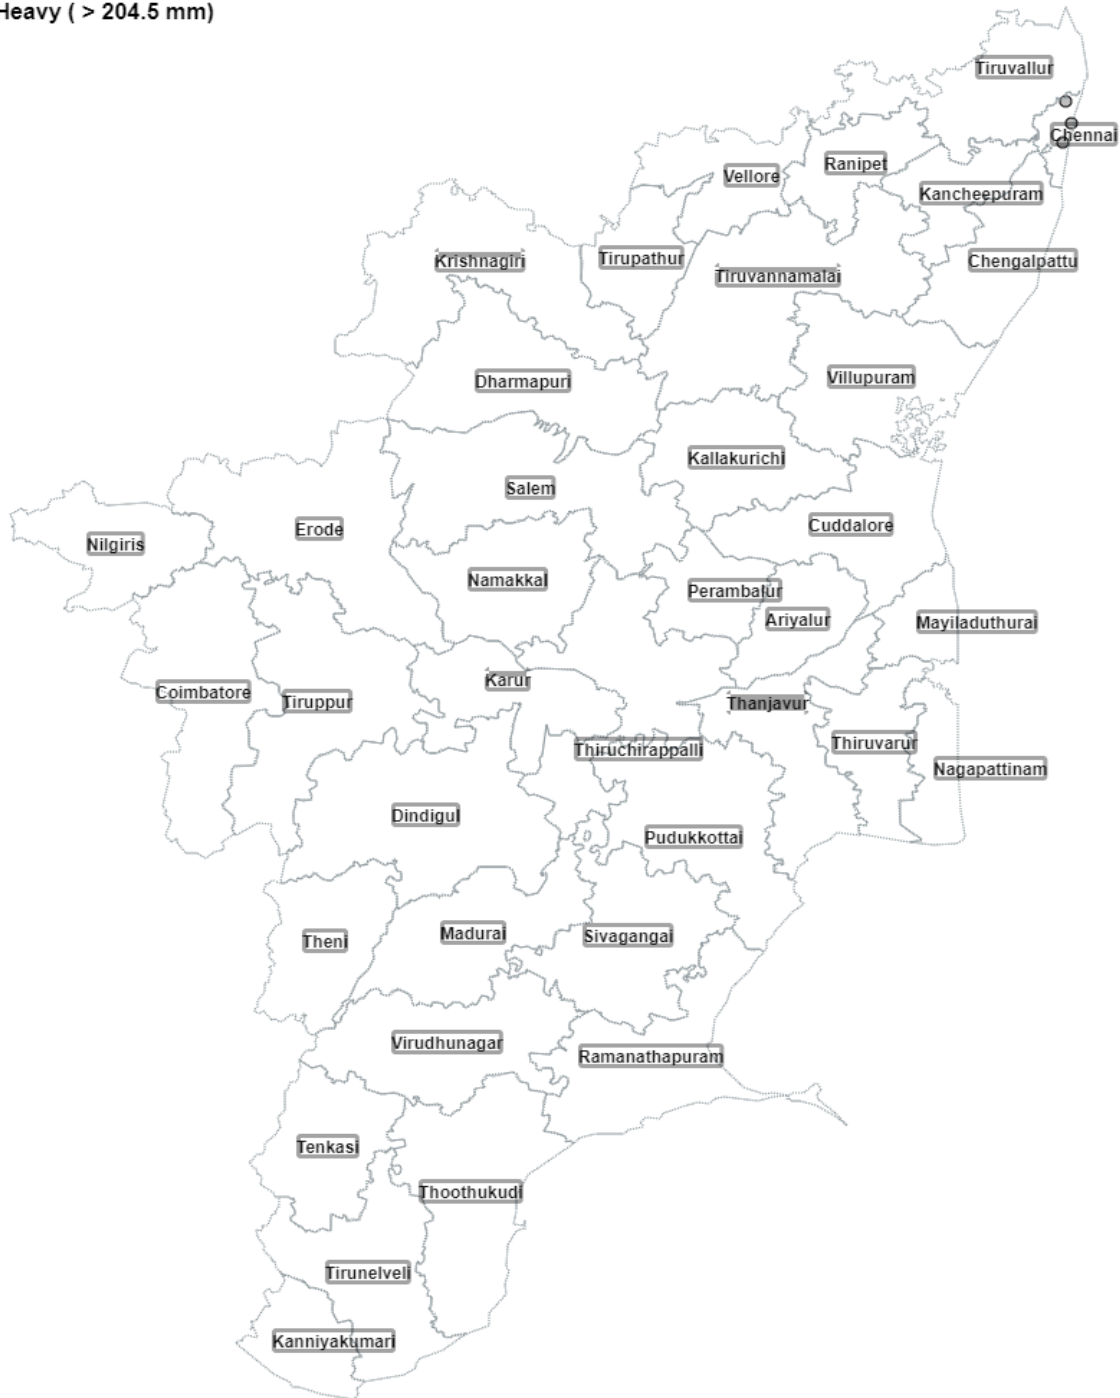 Heavy ( > 204.5 mm)
Tiruvallur
Chennai
Ranipet
Vellore
Kancheepuram
Tirupathur
Krishnagiri
Chengalpattu
Tiruvannamalai
Villupuram
Dharmapuri
Kallakurichi
Salem
Cuddalore
Erode
Nilgiris
Namakkal
Perambalur
Ariyalur
Mayiladuthurai
Karur
Coimbatore
Tiruppur
Thanjavur
Thiruvarur
Thiruchirappalli
Nagapattinam
Dindigul
Pudukkottai
Madurai
Sivagangai
Theni
Virudhunagar
Ramanathapuram
Tenkasi
Thoothukudi
Tirunelveli
Kanniyakumari